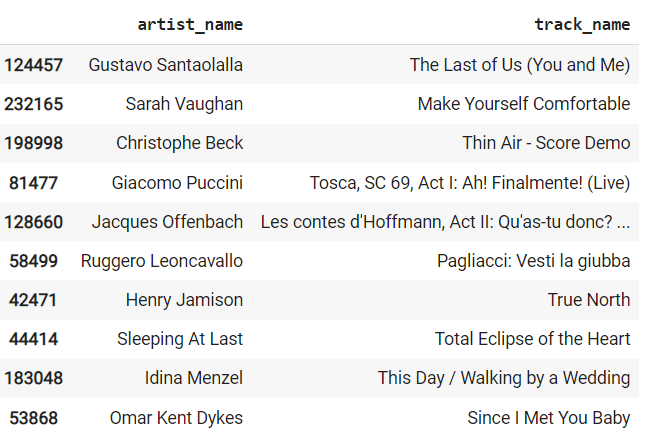 artist_name track_name
124457 Gustavo Santaolalla The Last of Us (You and Me)
232165 Sarah Vaughan Make Yourself Comfortable
198998 Christophe Beck Thin Air - Score Demo
81477 Giacomo Puccini Tosca, SC 69, Act I: Ah! Finalmente! (Live)
128660 Jacques Offenbach Les contes d'Hoffmann, Act II: Qu'as-tu donc? ...
58499 Ruggero Leoncavallo Pagliacci: Vesti la giubba
42471 Henry Jamison True North
44414 Sleeping At Last Total Eclipse of the Heart
183048 Idina Menzel This Day / Walking by a Wedding
53868 Omar Kent Dykes Since I Met You Baby